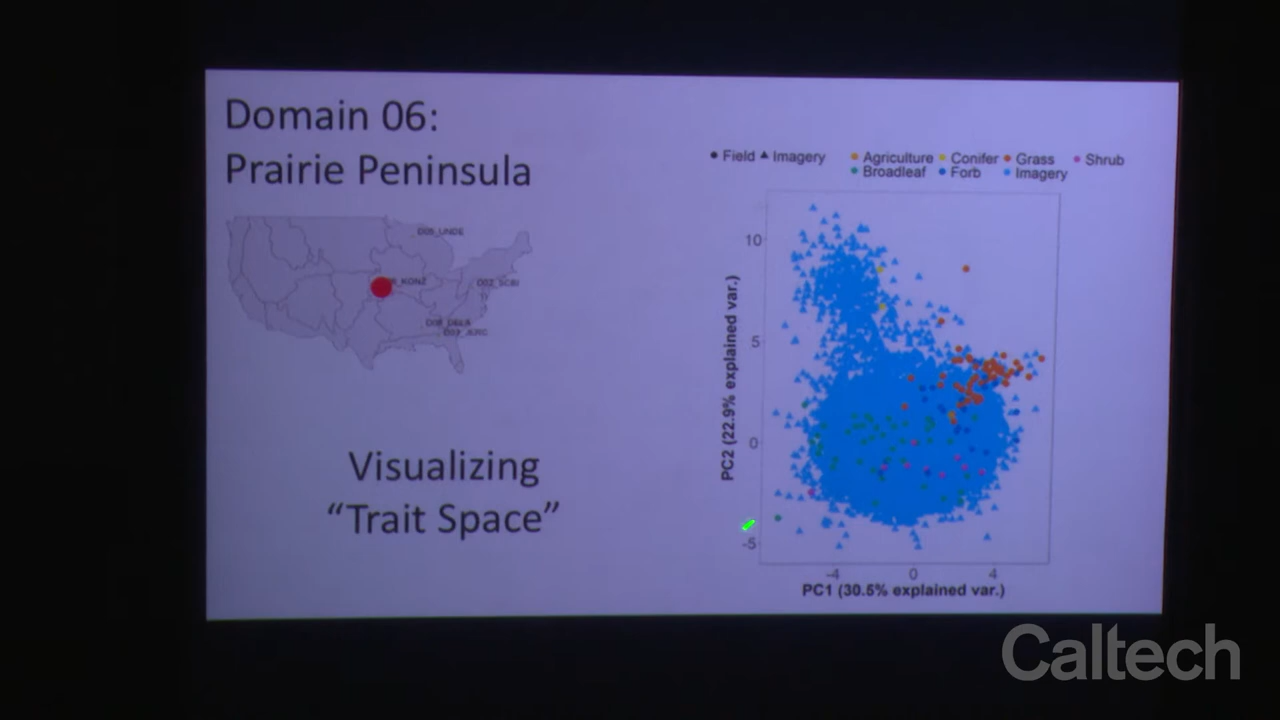 Domain 06:
Prairie Peninsula
Field Imagery
Agriculture Conifer Grass Shrub
Broadleaf Forb Imagery
D05_UNDE
KONZ
D02_SCBI
D08_DELA
D03_JERC
Visualizing
“Trait Space”
PC2 (22.9% explained var.)
10
5
0
-5
-4 0 4
PC1 (30.5% explained var.)
Caltech